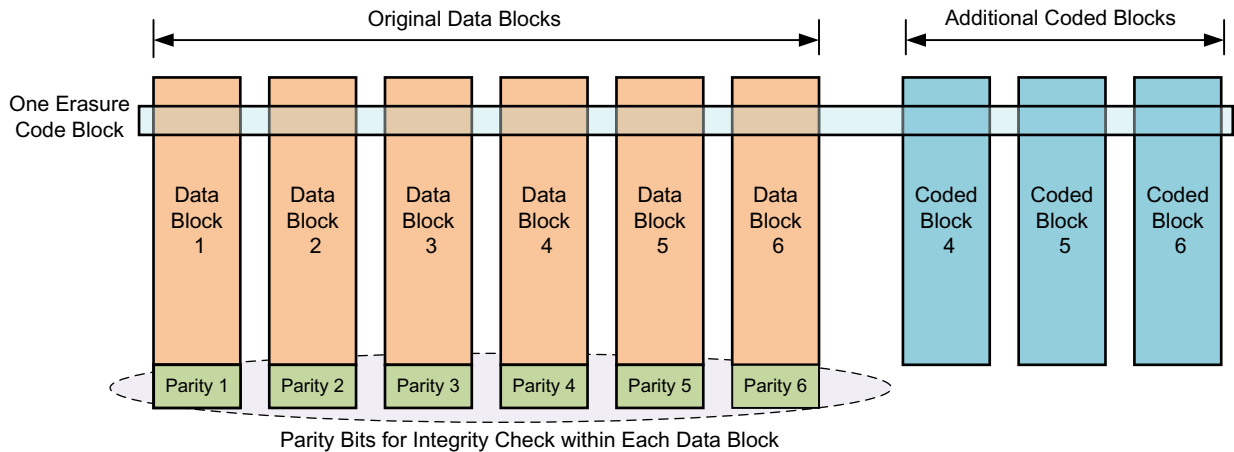 Original Data Blocks
Additional Coded Blocks
One Erasure
Code Block
Data
Block
1
Data
Block
2
Data
Block
3
Data
Block
4
Data
Block
5
Data
Block
6
Coded
Block
4
Coded
Block
5
Coded
Block
6
Parity 1
Parity 2
Parity 3
Parity 4
Parity 5
Parity 6
Parity Bits for Integrity Check within Each Data Block